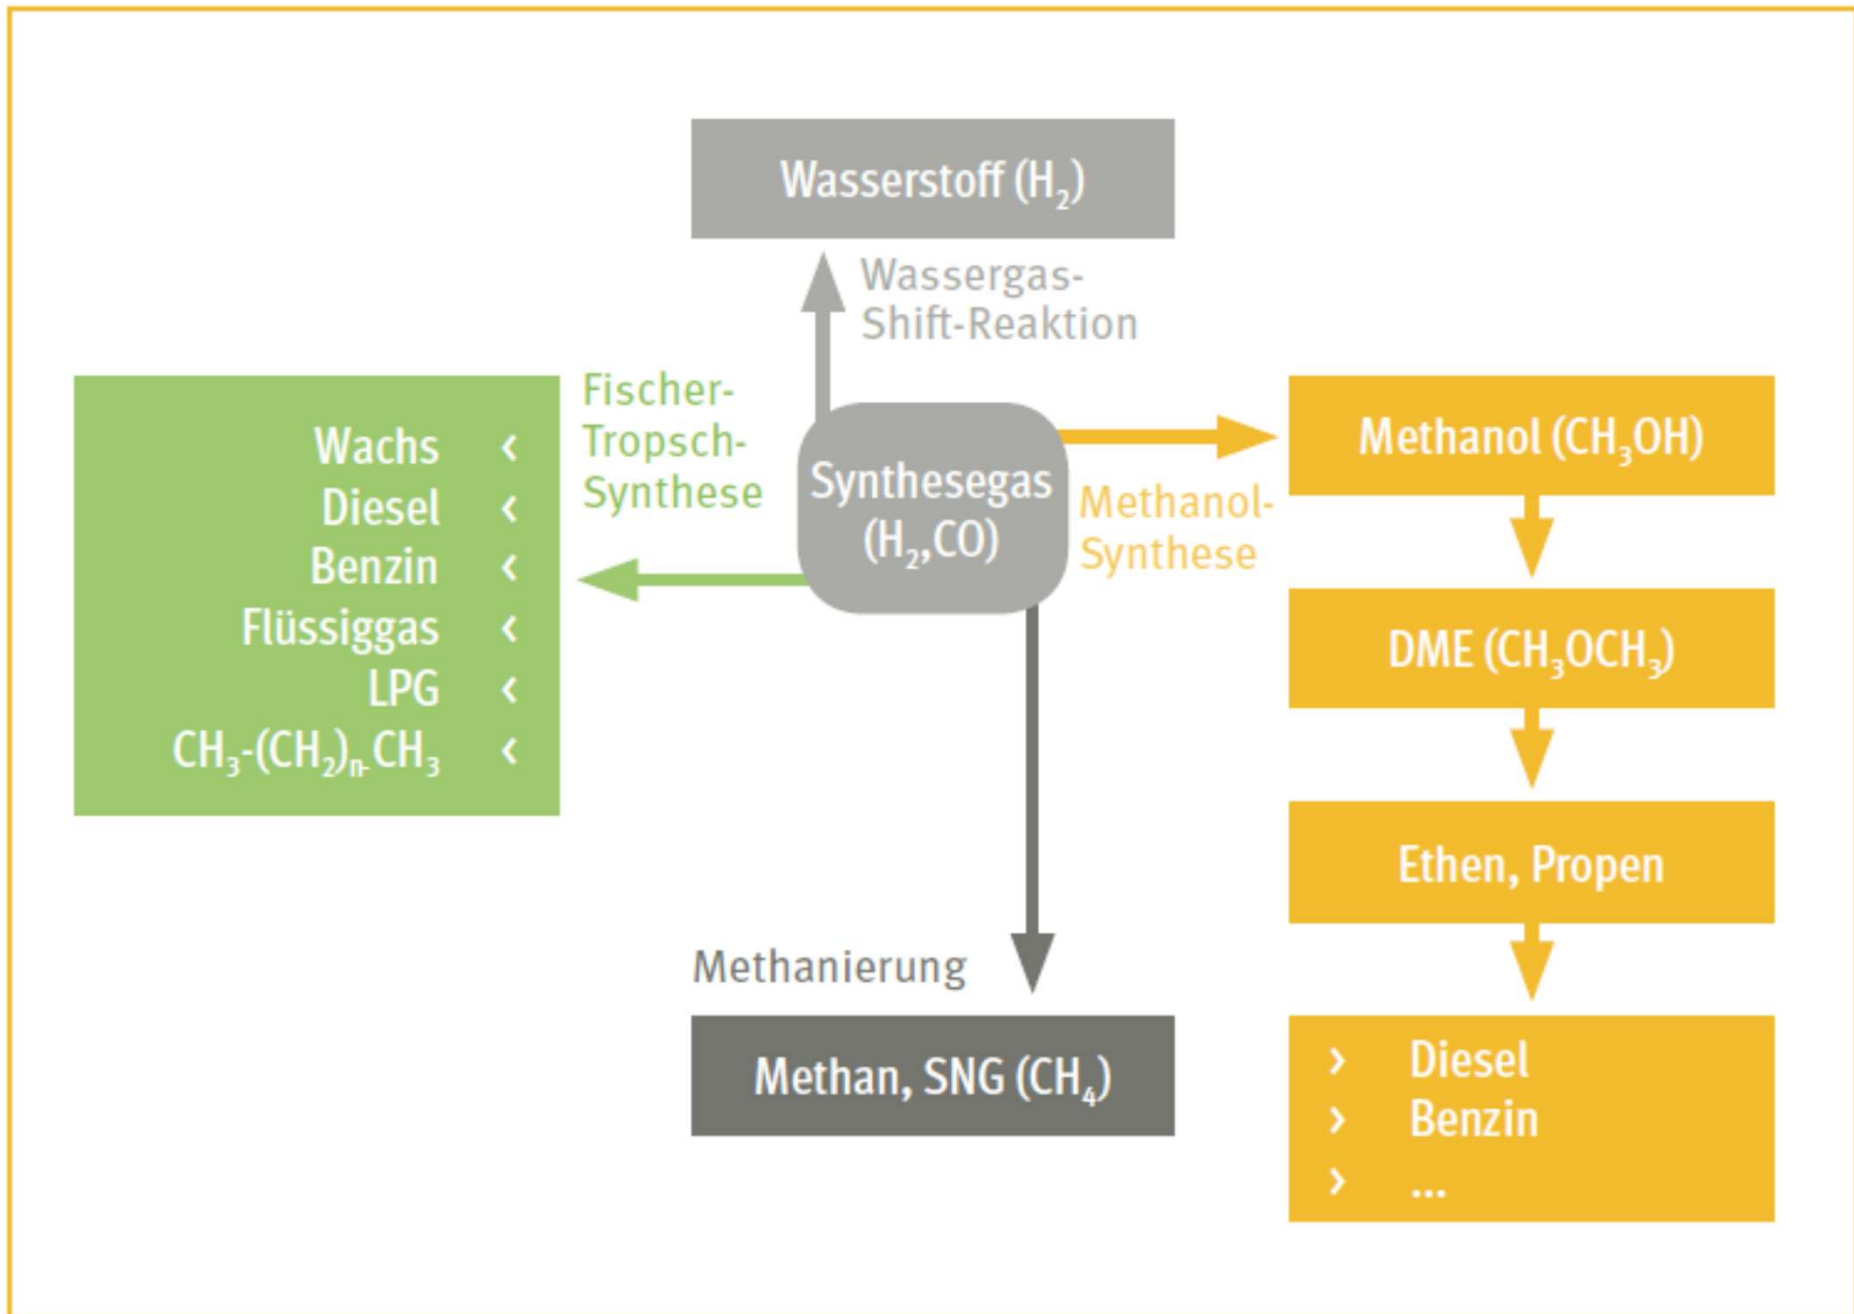 Wasserstoff (H₂)
Wassergas-
Shift-Reaktion
Fischer-
Tropsch-
Synthese
Wachs ‹
Diesel ‹
Benzin ‹
Flüssiggas ‹
LPG ‹
CH₃-(CH₂)ₙ-CH₃ ‹
Synthesegas
(H₂,CO)
Methanol-
Synthese
Methanol (CH₃OH)
DME (CH₃OCH₃)
Ethen, Propen
› Diesel
› Benzin
› ...
Methanierung
Methan, SNG (CH₄)